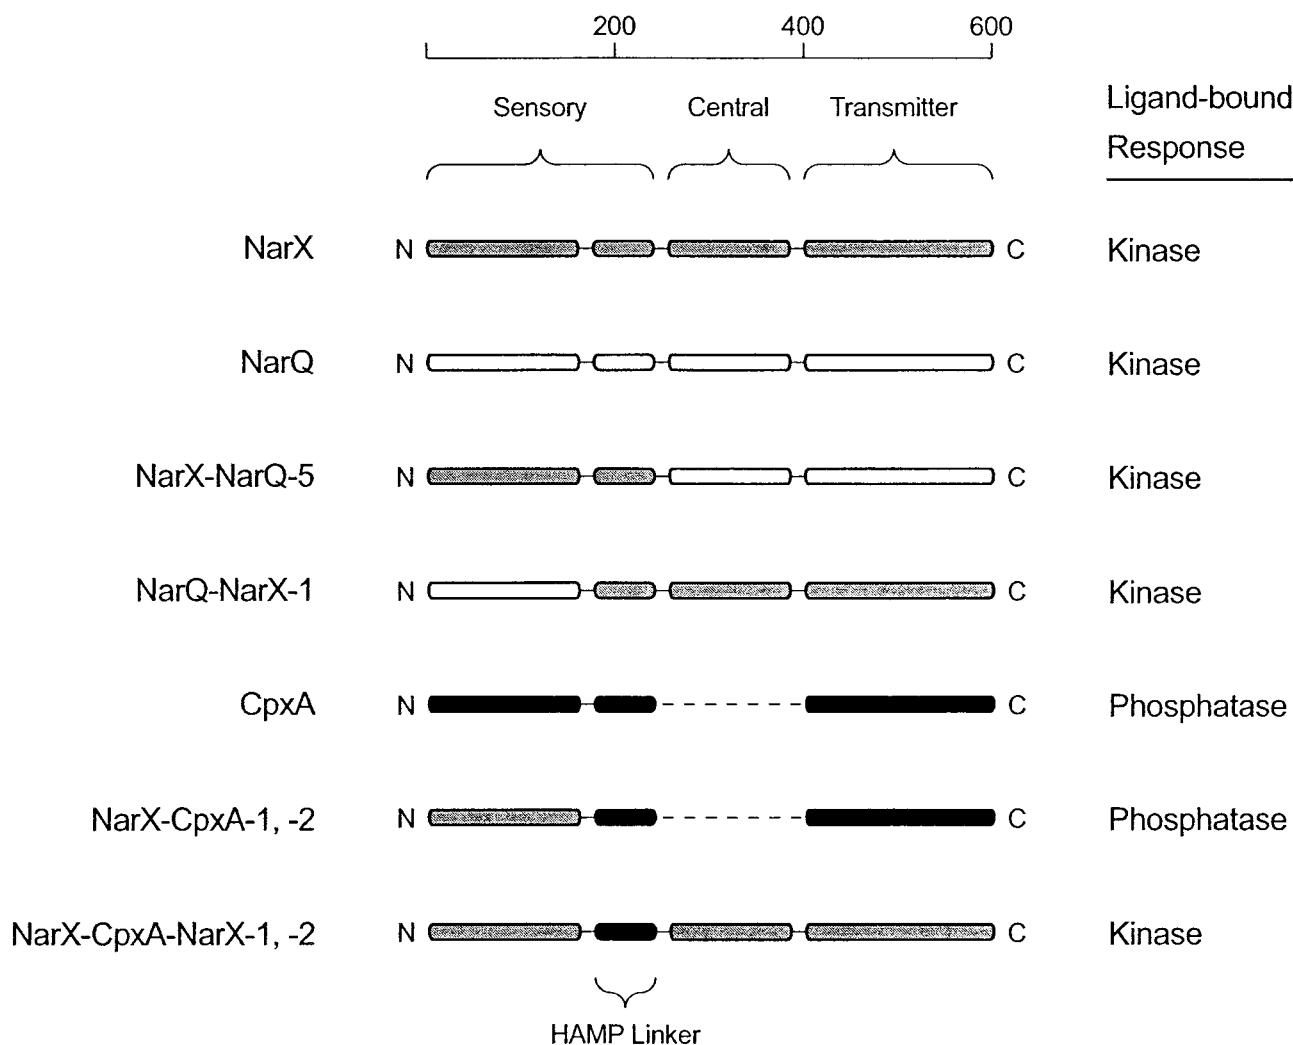 200 400 600
Sensory Central Transmitter
Ligand-bound
Response
NarX N C Kinase
NarQ N C Kinase
NarX-NarQ-5 N C Kinase
NarQ-NarX-1 N C Kinase
CpxA N C Phosphatase
NarX-CpxA-1, -2 N C Phosphatase
NarX-CpxA-NarX-1, -2 N C Kinase
HAMP Linker